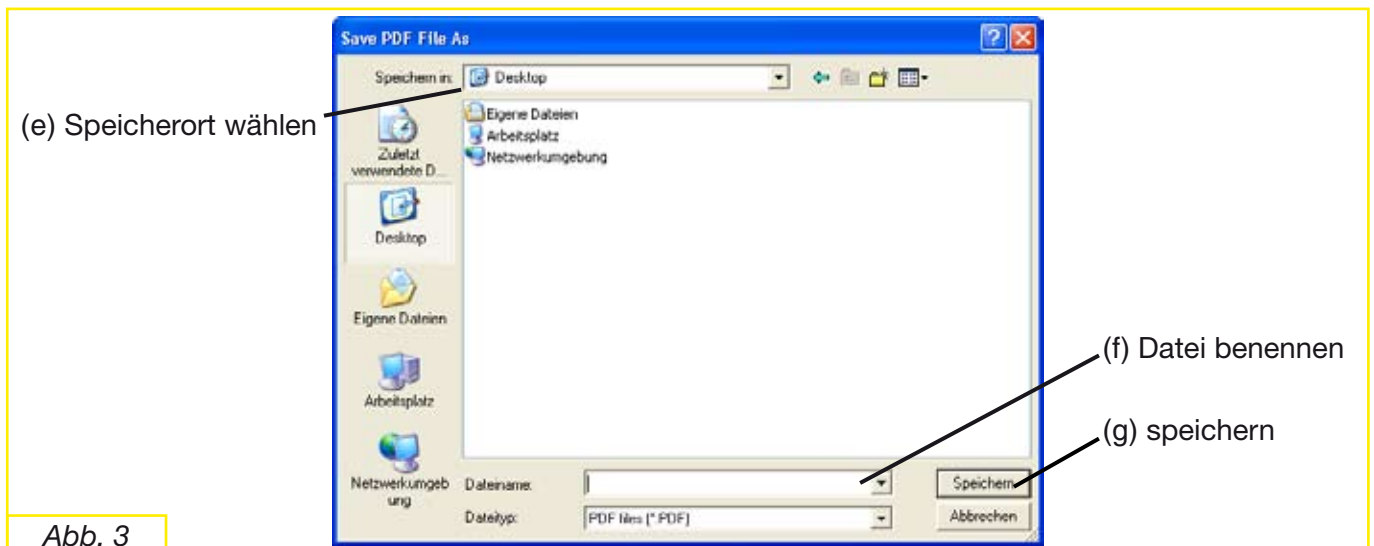 Save PDF File As
Speichern in:
Desktop
(e) Speicherort wählen
Eigene Dateien
Arbeitsplatz
Netzwerkumgebung
Zuletzt
verwendete D...
Desktop
Eigene Dateien
Arbeitsplatz
Netzwerkumgeb
ung
(f) Datei benennen
(g) speichern
Dateiname:
Speichern
Dateityp:
PDF files (*.PDF)
Abbrechen
Abb. 3